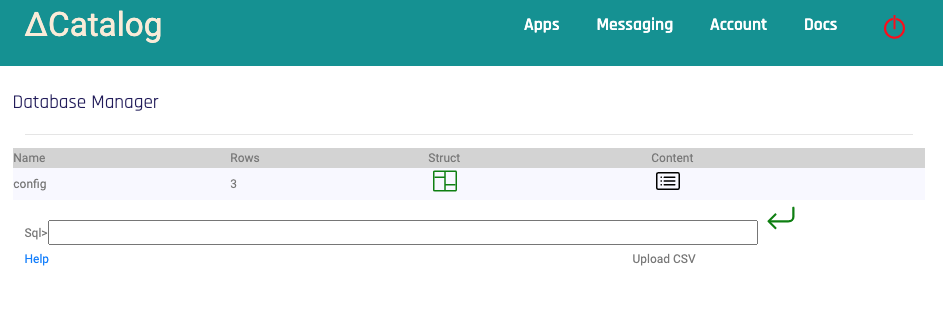 ΔCatalog Apps Messaging Account Docs
Database Manager
Name Rows Struct Content
config 3
Sql>
Help Upload CSV